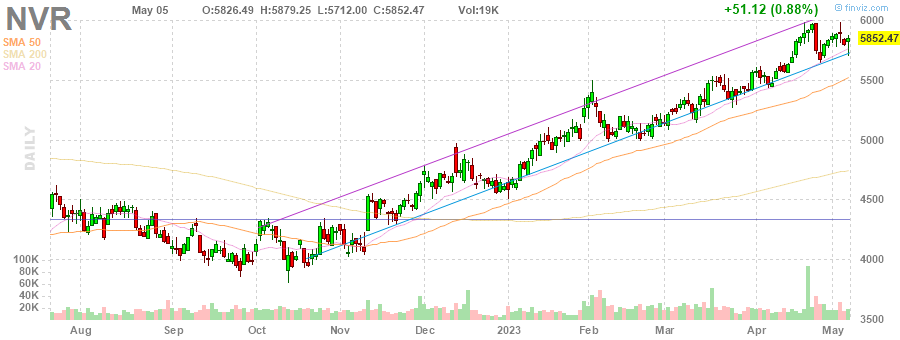 NVR
May 05 O:5826.49 H:5879.25 L:5712.00 C:5852.47 Vol:19K +51.12 (0.88%)
finviz.com
SMA 50
SMA 200
SMA 20
DAILY
6000
5852.47
5500
5000
4500
4000
3500
100K
80K
60K
40K
20K
Aug Sep Oct Nov Dec 2023 Feb Mar Apr May